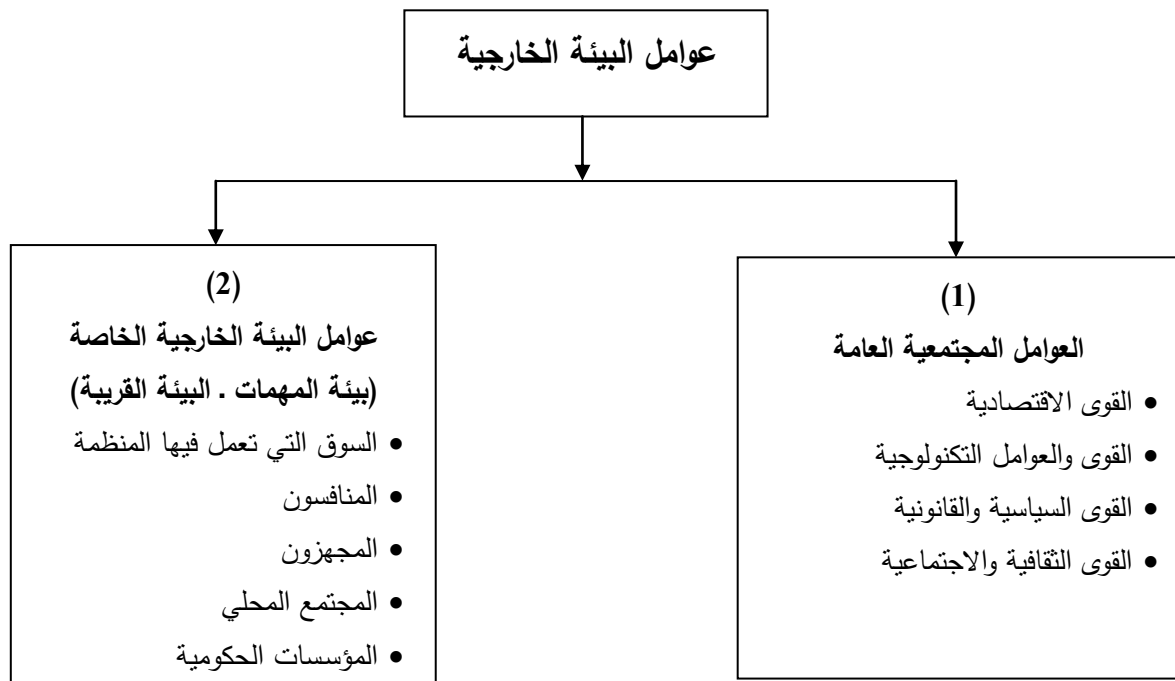 عوامل البيئة الخارجية
(1)
العوامل المجتمعية العامة
• القوى الاقتصادية
• القوى والعوامل التكنولوجية
• القوى السياسية والقانونية
• القوى الثقافية والاجتماعية
(2)
عوامل البيئة الخارجية الخاصة
(بيئة المهمات . البيئة القريبة)
• السوق التي تعمل فيها المنظمة
• المنافسون
• المجهزون
• المجتمع المحلي
• المؤسسات الحكومية